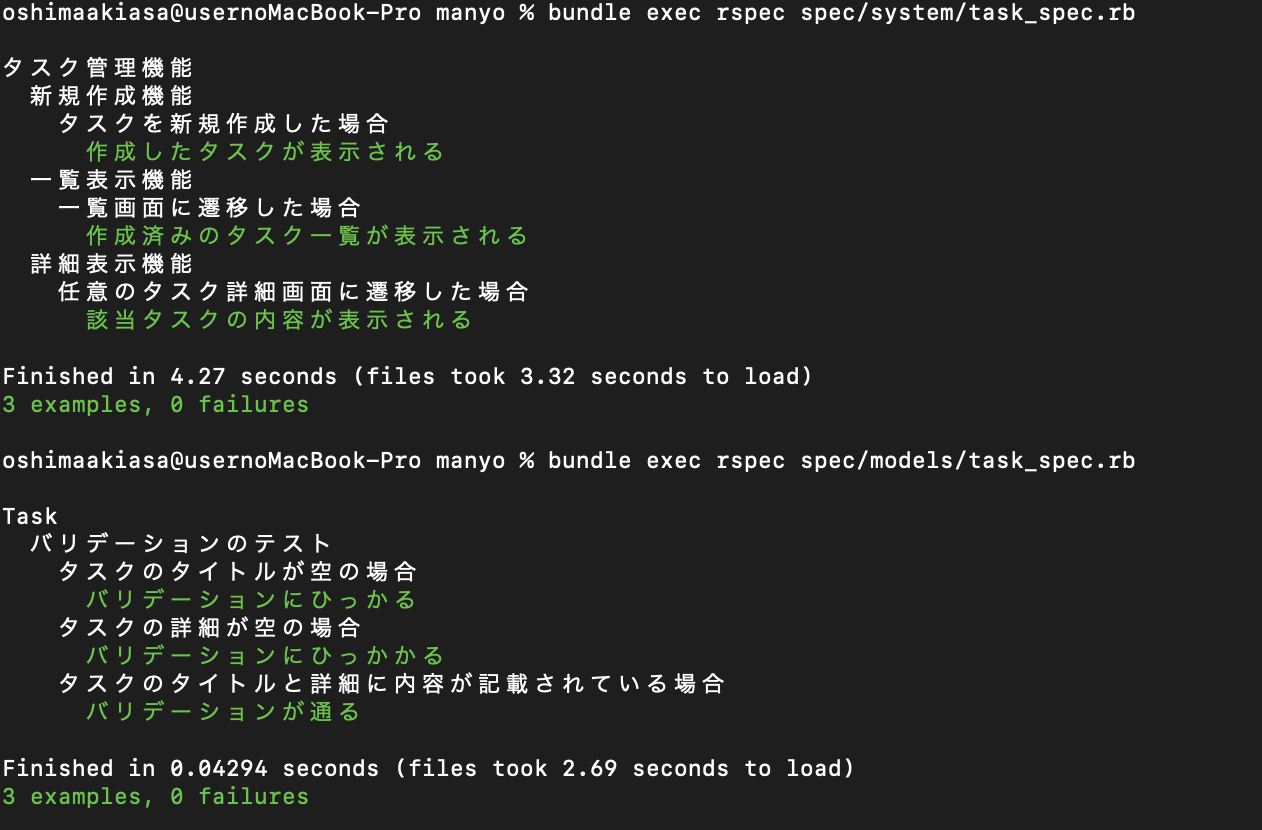 oshimaakiasa@usernoMacBook-Pro manyo % bundle exec rspec spec/system/task_spec.rb
タスク管理機能
新規作成機能
タスクを新規作成した場合
作成したタスクが表示される
一覧表示機能
一覧画面に遷移した場合
作成済みのタスク一覧が表示される
詳細表示機能
任意のタスク詳細画面に遷移した場合
該当タスクの内容が表示される
Finished in 4.27 seconds (files took 3.32 seconds to load)
3 examples, 0 failures
oshimaakiasa@usernoMacBook-Pro manyo % bundle exec rspec spec/models/task_spec.rb
Task
バリデーションのテスト
タスクのタイトルが空の場合
バリデーションにひっかる
タスクの詳細が空の場合
バリデーションにひっかかる
タスクのタイトルと詳細に内容が記載されている場合
バリデーションが通る
Finished in 0.04294 seconds (files took 2.69 seconds to load)
3 examples, 0 failures